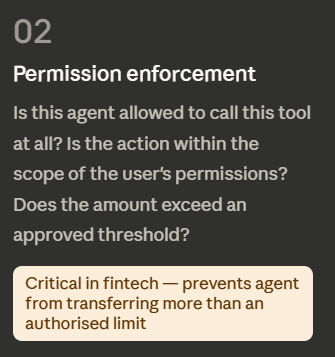 02
Permission enforcement
Is this agent allowed to call this tool
at all? Is the action within the
scope of the user's permissions?
Does the amount exceed an
approved threshold?
Critical in fintech — prevents agent
from transferring more than an
authorised limit